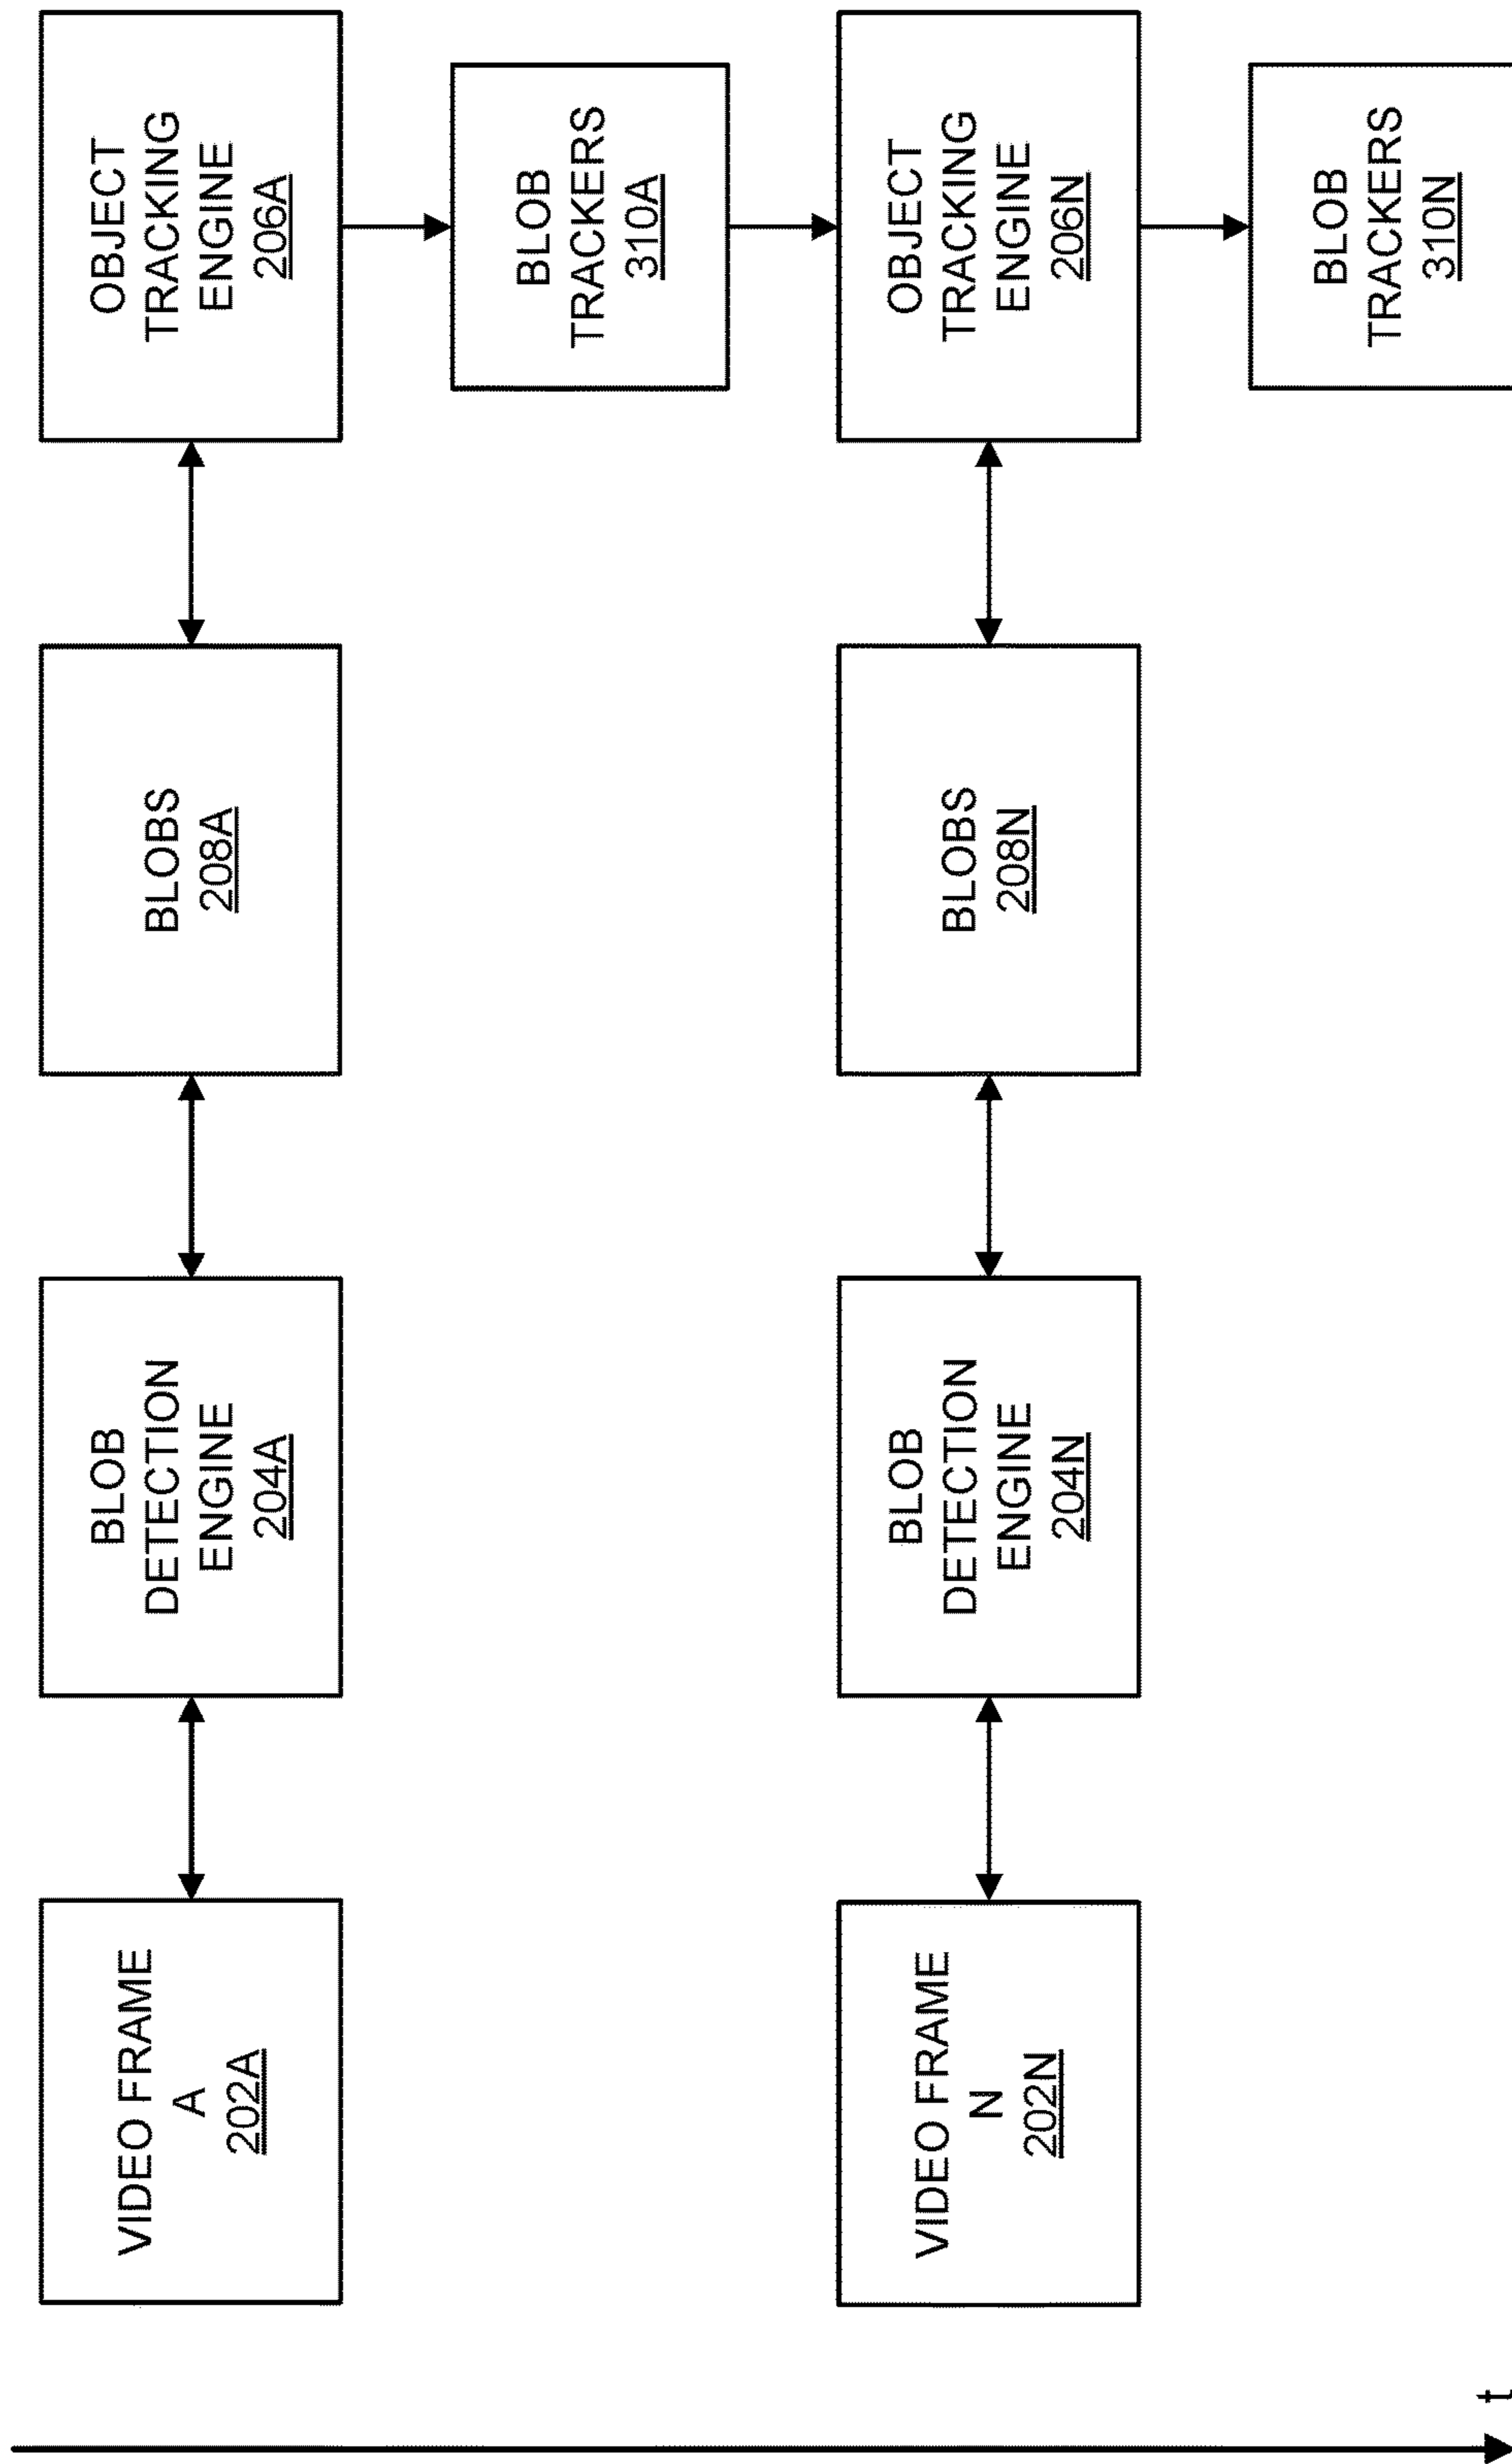 VIDEO FRAME
A
202A
BLOB
DETECTION
ENGINE
204A
BLOBS
208A
OBJECT
TRACKING
ENGINE
206A
BLOB
TRACKERS
310A
VIDEO FRAME
N
202N
BLOB
DETECTION
ENGINE
204N
BLOBS
208N
OBJECT
TRACKING
ENGINE
206N
BLOB
TRACKERS
310N
t